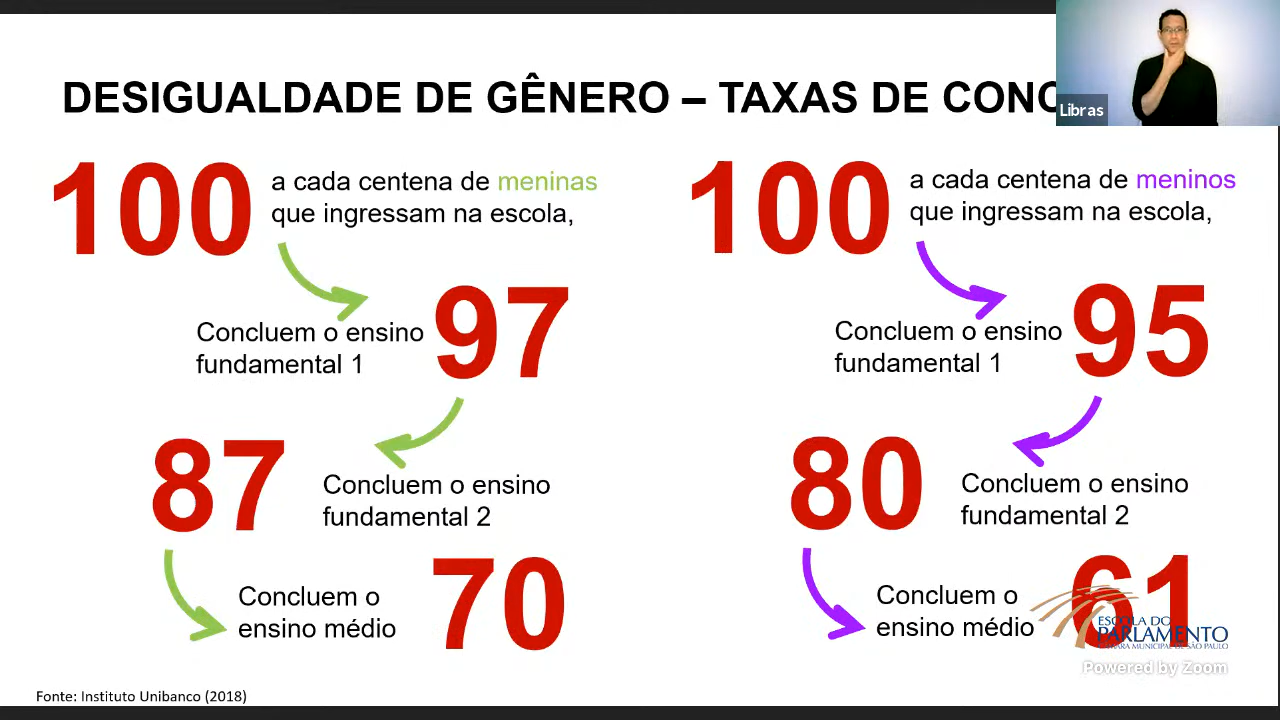 DESIGUALDADE DE GÊNERO – TAXAS DE
Libras
100
a cada centena de meninas
que ingressam na escola,
Concluem o ensino
fundamental 1
97
87
Concluem o ensino
fundamental 2
Concluem o
ensino médio
70
100
a cada centena de meninos
que ingressam na escola,
Concluem o ensino
fundamental 1
95
80
Concluem o ensino
fundamental 2
Concluem o
ensino médio
61
ESCOLA DO
PARLAMENTO
CÂMARA MUNICIPAL DE SÃO PAULO
Powered by Zoom
Fonte: Instituto Unibanco (2018)